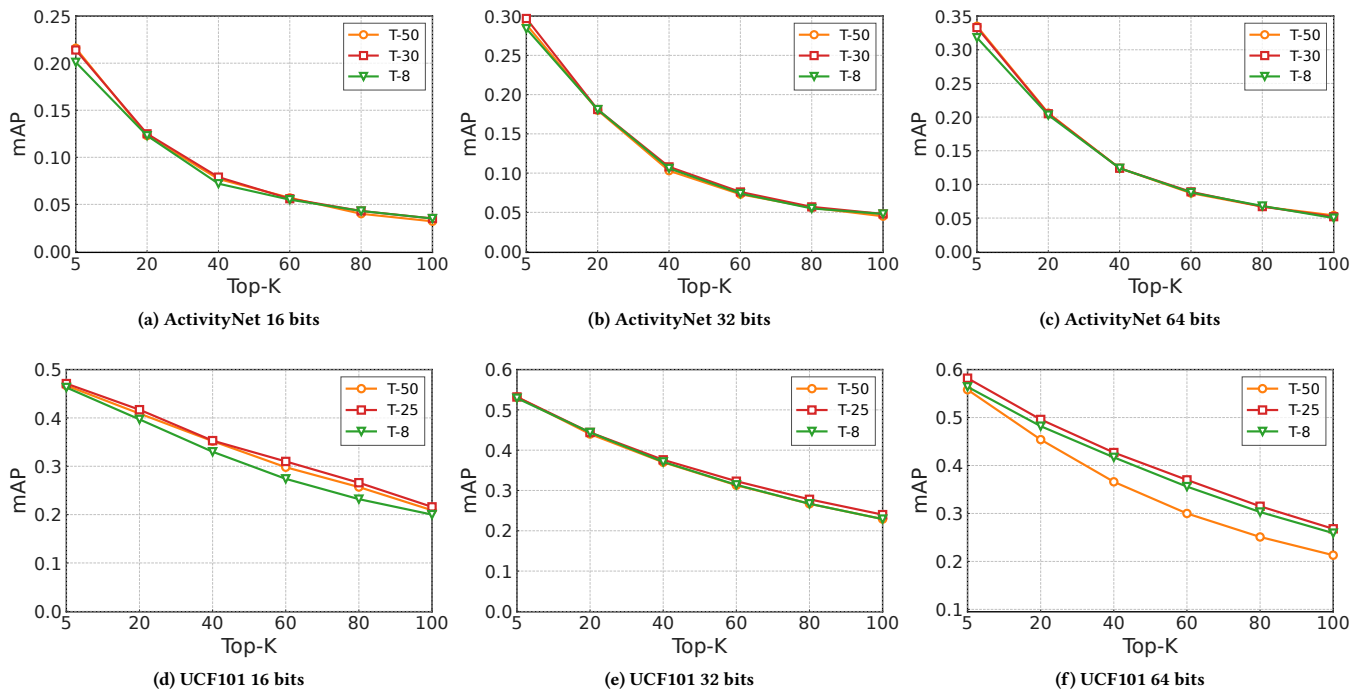 0.25
0.20
0.15
0.10
0.05
0.00
mAP
5 20 40 60 80 100
Top-K
T-50
T-30
T-8
(a) ActivityNet 16 bits
0.30
0.25
0.20
0.15
0.10
0.05
0.00
mAP
5 20 40 60 80 100
Top-K
T-50
T-30
T-8
(b) ActivityNet 32 bits
0.35
0.30
0.25
0.20
0.15
0.10
0.05
0.00
mAP
5 20 40 60 80 100
Top-K
T-50
T-30
T-8
(c) ActivityNet 64 bits
0.5
0.4
0.3
0.2
0.1
0.0
mAP
5 20 40 60 80 100
Top-K
T-50
T-25
T-8
(d) UCF101 16 bits
0.6
0.5
0.4
0.3
0.2
0.1
0.0
mAP
5 20 40 60 80 100
Top-K
T-50
T-25
T-8
(e) UCF101 32 bits
0.6
0.5
0.4
0.3
0.2
0.1
mAP
5 20 40 60 80 100
Top-K
T-50
T-25
T-8
(f) UCF101 64 bits